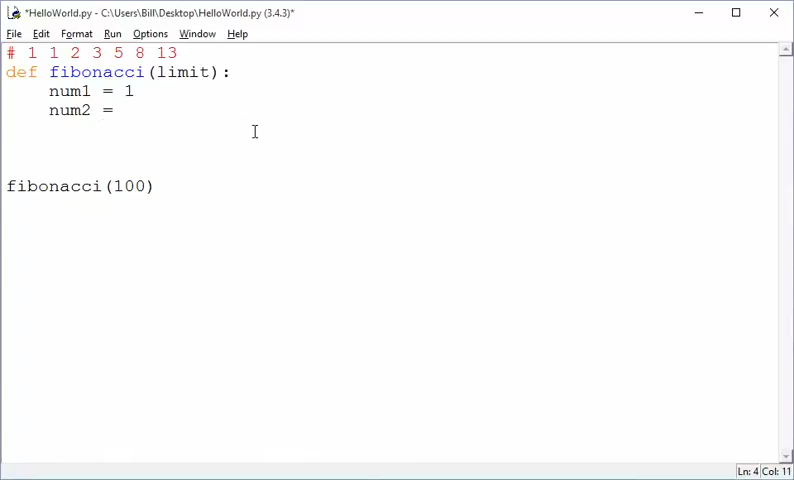 *HelloWorld.py - C:\Users\Bill\Desktop\HelloWorld.py (3.4.3)*
File Edit Format Run Options Window Help
# 1 1 2 3 5 8 13
def fibonacci(limit):
    num1 = 1
    num2 =
fibonacci(100)
Ln: 4 Col: 11